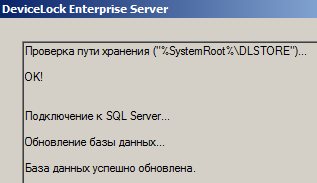 DeviceLock Enterprise Server
Проверка пути хранения ("%SystemRoot%\DLSTORE")...
OK!
Подключение к SQL Server...
Обновление базы данных...
База данных успешно обновлена.